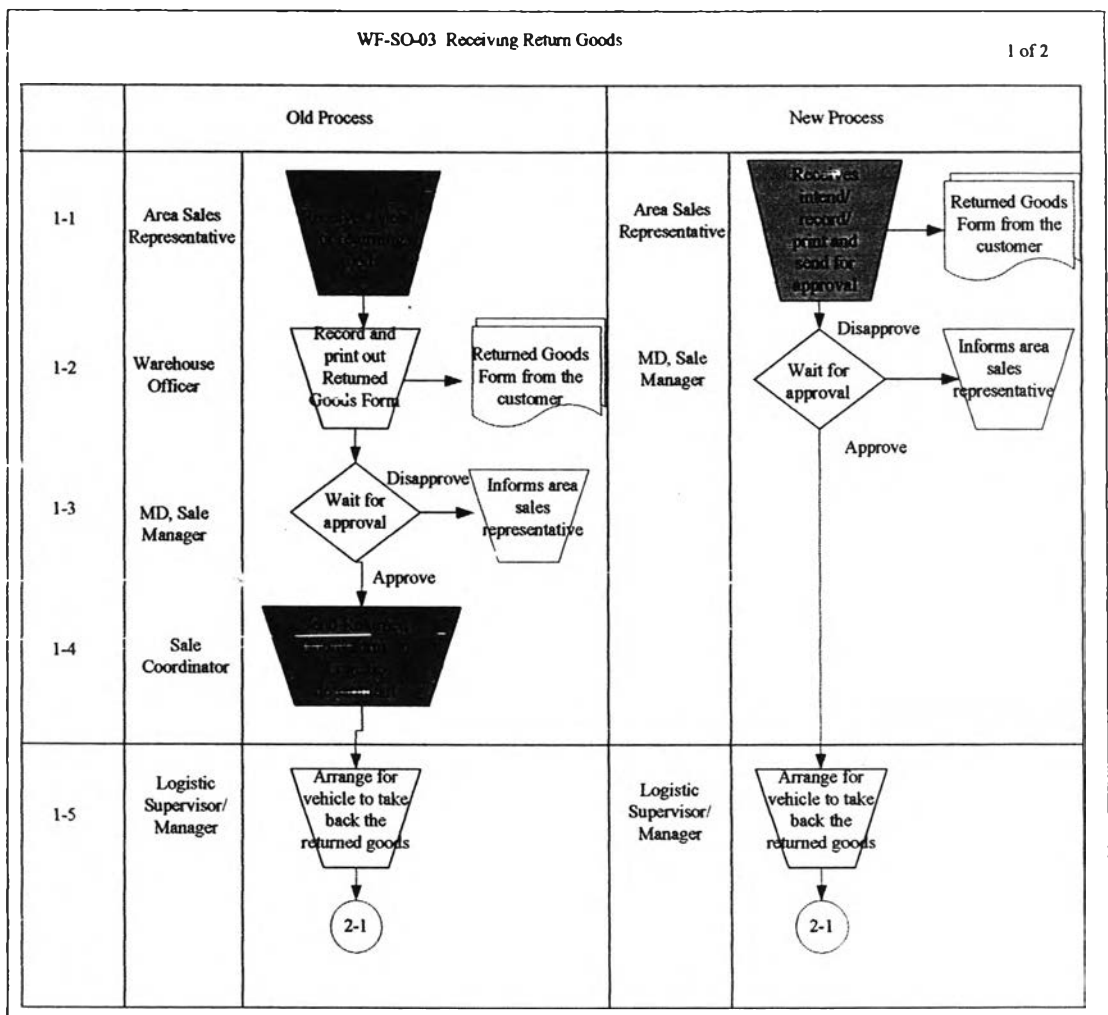 WF-SO-03 Receiving Return Goods
1 of 2
Old Process
New Process
1-1
Area Sales
Representative
Area Sales
Representative
Receives
intend/
record/
print and
send for
approval
Returned Goods
Form from the
customer
1-2
Warehouse
Officer
Record and
print out
Returned
Goods Form
Returned Goods
Form from the
customer
MD, Sale
Manager
Wait for
approval
Disapprove
Informs area
sales
representative
Approve
1-3
MD, Sale
Manager
Wait for
approval
Disapprove
Informs area
sales
representative
Approve
1-4
Sale
Coordinator
1-5
Logistic
Supervisor/
Manager
Arrange for
vehicle to take
back the
returned goods
2-1
Logistic
Supervisor/
Manager
Arrange for
vehicle to take
back the
returned goods
2-1